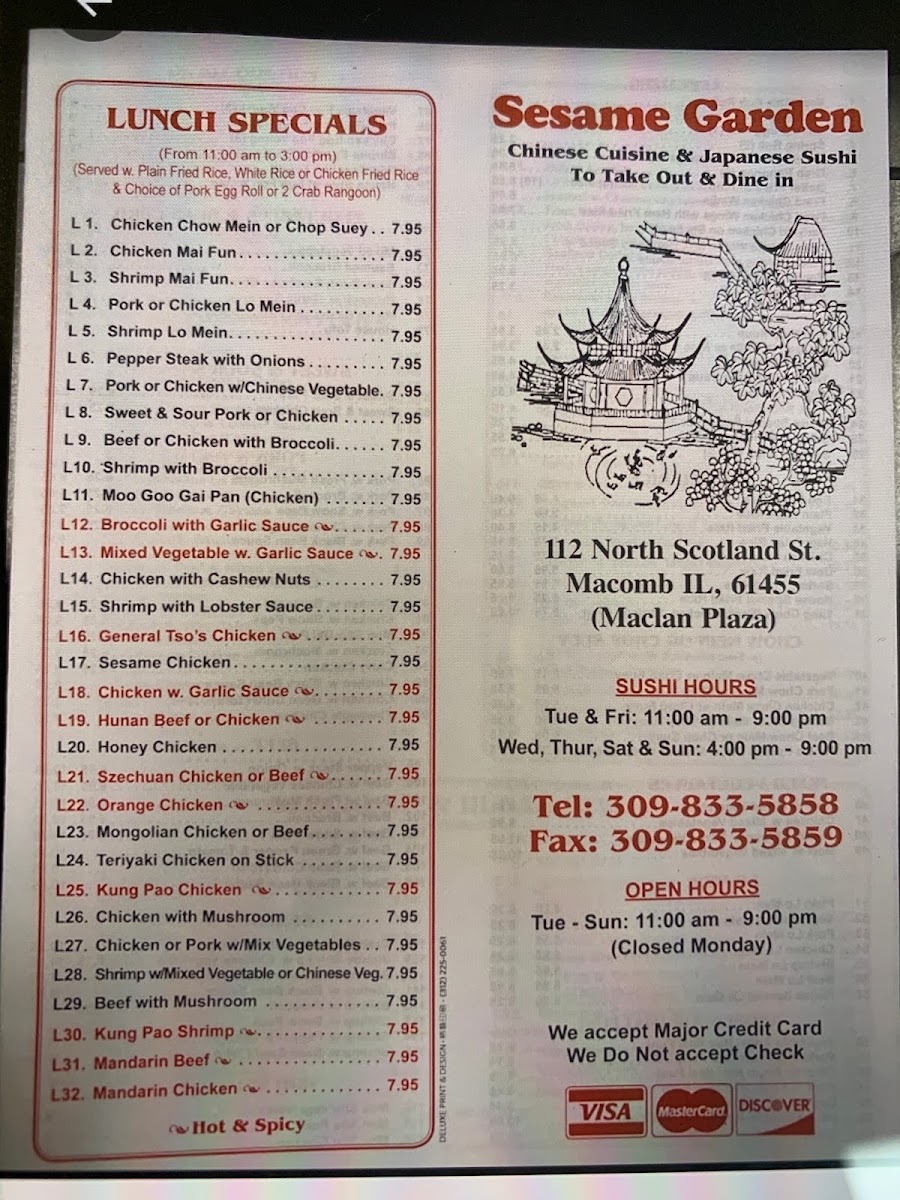 LUNCH SPECIALS
(From 11:00 am to 3:00 pm)
(Served w. Plain Fried Rice, White Rice or Chicken Fried Rice
& Choice of Pork Egg Roll or 2 Crab Rangoon)
L 1. Chicken Chow Mein or Chop Suey . . 7.95
L 2. Chicken Mai Fun . . . . . . . . . . . . . . . . . 7.95
L 3. Shrimp Mai Fun. . . . . . . . . . . . . . . . . . 7.95
L 4. Pork or Chicken Lo Mein . . . . . . . . . . 7.95
L 5. Shrimp Lo Mein. . . . . . . . . . . . . . . . . . 7.95
L 6. Pepper Steak with Onions . . . . . . . . . 7.95
L 7. Pork or Chicken w/Chinese Vegetable. 7.95
L 8. Sweet & Sour Pork or Chicken . . . . . 7.95
L 9. Beef or Chicken with Broccoli. . . . . . 7.95
L10. Shrimp with Broccoli . . . . . . . . . . . . . 7.95
L11. Moo Goo Gai Pan (Chicken) . . . . . . . 7.95
L12. Broccoli with Garlic Sauce . . . . . . 7.95
L13. Mixed Vegetable w. Garlic Sauce . 7.95
L14. Chicken with Cashew Nuts . . . . . . . . 7.95
L15. Shrimp with Lobster Sauce . . . . . . . . 7.95
L16. General Tso's Chicken . . . . . . . . . 7.95
L17. Sesame Chicken. . . . . . . . . . . . . . . . . 7.95
L18. Chicken w. Garlic Sauce . . . . . . . . 7.95
L19. Hunan Beef or Chicken . . . . . . . . 7.95
L20. Honey Chicken . . . . . . . . . . . . . . . . . . 7.95
L21. Szechuan Chicken or Beef . . . . . . 7.95
L22. Orange Chicken . . . . . . . . . . . . . 7.95
L23. Mongolian Chicken or Beef . . . . . . . . 7.95
L24. Teriyaki Chicken on Stick . . . . . . . . . 7.95
L25. Kung Pao Chicken . . . . . . . . . . . . 7.95
L26. Chicken with Mushroom . . . . . . . . . . 7.95
L27. Chicken or Pork w/Mix Vegetables . . 7.95
L28. Shrimp w/Mixed Vegetable or Chinese Veg. 7.95
L29. Beef with Mushroom . . . . . . . . . . . . . 7.95
L30. Kung Pao Shrimp . . . . . . . . . . . . . 7.95
L31. Mandarin Beef . . . . . . . . . . . . . . . 7.95
L32. Mandarin Chicken . . . . . . . . . . . . . 7.95
Hot & Spicy
DELUXE PRINT & DESIGN
(312) 225-0061
Sesame Garden
Chinese Cuisine & Japanese Sushi
To Take Out & Dine in
112 North Scotland St.
Macomb IL, 61455
(Maclan Plaza)
SUSHI HOURS
Tue & Fri: 11:00 am - 9:00 pm
Wed, Thur, Sat & Sun: 4:00 pm - 9:00 pm
Tel: 309-833-5858
Fax: 309-833-5859
OPEN HOURS
Tue - Sun: 11:00 am - 9:00 pm
(Closed Monday)
We accept Major Credit Card
We Do Not accept Check
VISA MasterCard DISCOVER